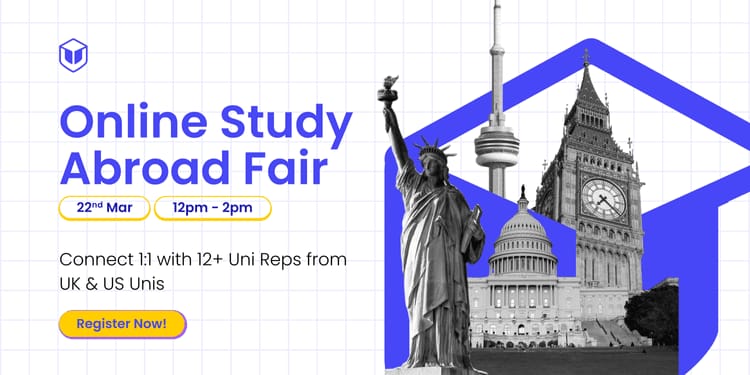 Online Study
Abroad Fair
22nd Mar
12pm - 2pm
Connect 1:1 with 12+ Uni Reps from
UK & US Unis
Register Now!